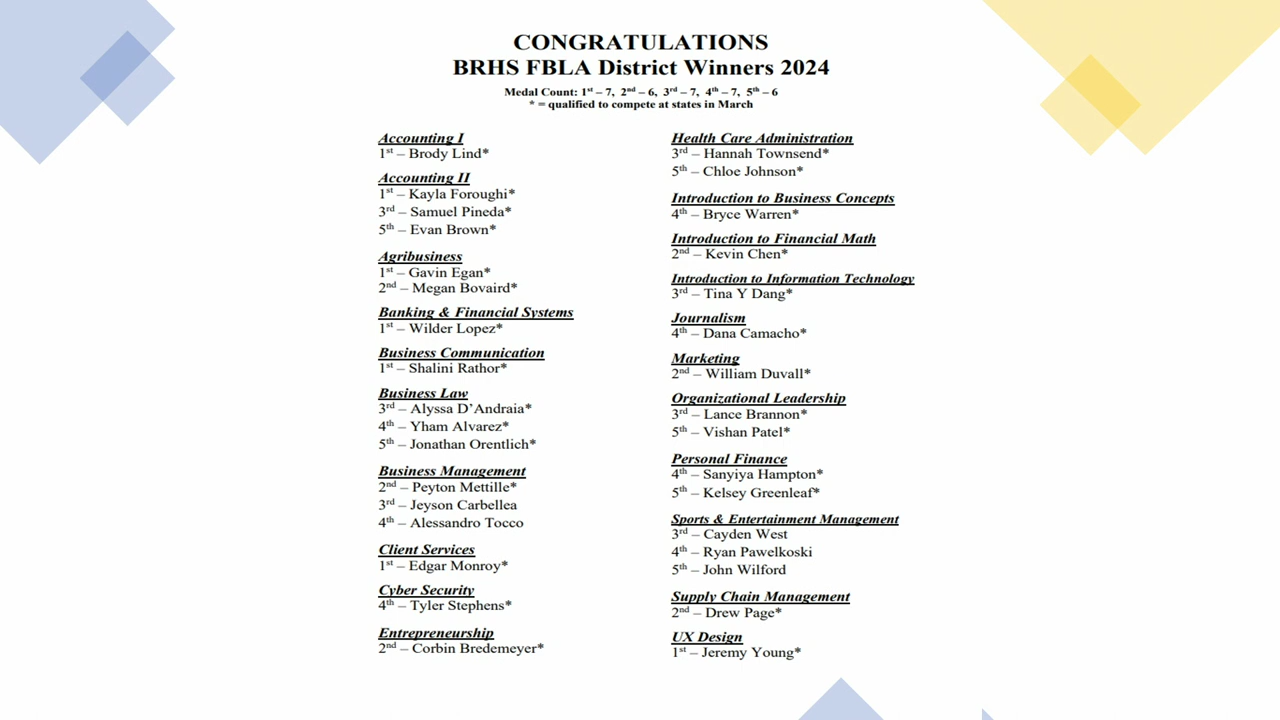 CONGRATULATIONS
BRHS FBLA District Winners 2024
Medal Count: 1st – 7, 2nd – 6, 3rd – 7, 4th – 7, 5th – 6
* = qualified to compete at states in March
Accounting I
1st – Brody Lind*
Accounting II
1st – Kayla Foroughi*
3rd – Samuel Pineda*
5th – Evan Brown*
Agribusiness
1st – Gavin Egan*
2nd – Megan Bovaird*
Banking & Financial Systems
1st – Wilder Lopez*
Business Communication
1st – Shalini Rathor*
Business Law
3rd – Alyssa D’Andraia*
4th – Yham Alvarez*
5th – Jonathan Orentlich*
Business Management
2nd – Peyton Mettille*
3rd – Jeyson Carbellea
4th – Alessandro Tocco
Client Services
1st – Edgar Monroy*
Cyber Security
4th – Tyler Stephens*
Entrepreneurship
2nd – Corbin Bredemeyer*
Health Care Administration
3rd – Hannah Townsend*
5th – Chloe Johnson*
Introduction to Business Concepts
4th – Bryce Warren*
Introduction to Financial Math
2nd – Kevin Chen*
Introduction to Information Technology
3rd – Tina Y Dang*
Journalism
4th – Dana Camacho*
Marketing
2nd – William Duvall*
Organizational Leadership
3rd – Lance Brannon*
5th – Vishan Patel*
Personal Finance
4th – Sanyiya Hampton*
5th – Kelsey Greenleaf*
Sports & Entertainment Management
3rd – Cayden West
4th – Ryan Pawelkoski
5th – John Wilford
Supply Chain Management
2nd – Drew Page*
UX Design
1st – Jeremy Young*